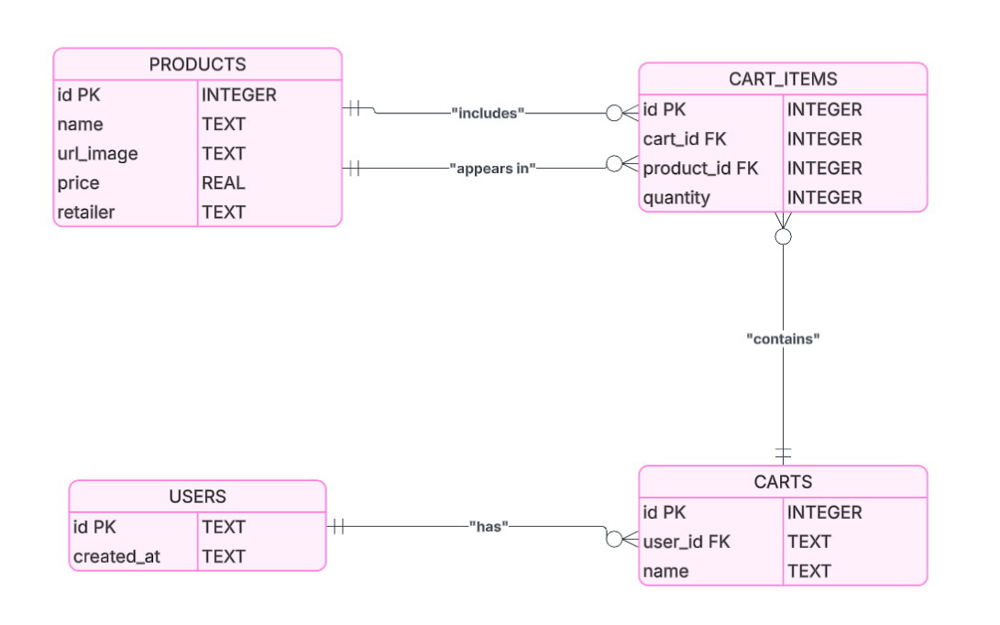 PRODUCTS
id PK INTEGER
name TEXT
url_image TEXT
price REAL
retailer TEXT
"includes"
"appears in"
CART_ITEMS
id PK INTEGER
cart_id FK INTEGER
product_id FK INTEGER
quantity INTEGER
"contains"
USERS
id PK TEXT
created_at TEXT
"has"
CARTS
id PK INTEGER
user_id FK TEXT
name TEXT